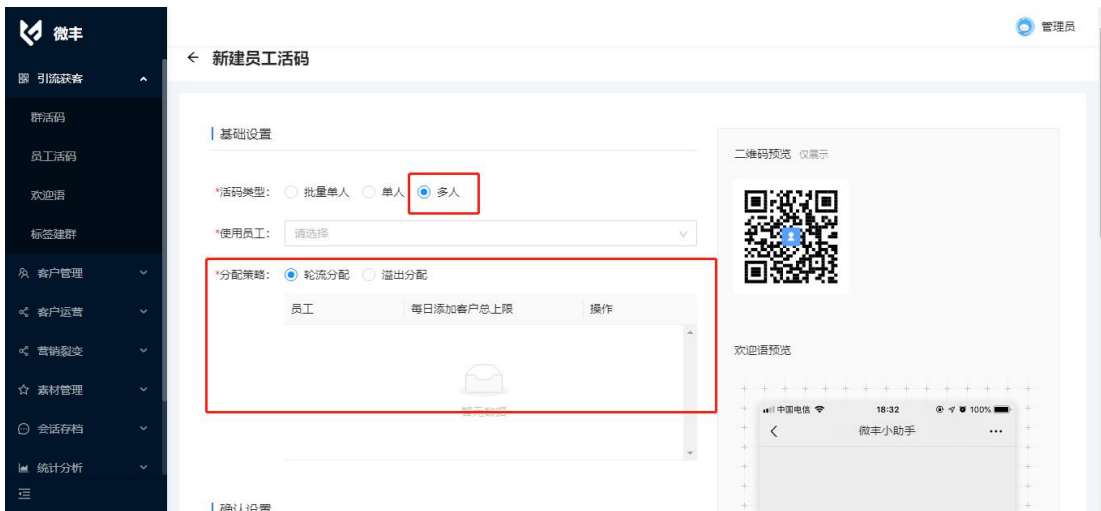 微丰
管理员
新建员工活码
引流获客
群活码
员工活码
欢迎语
标签建群
客户管理
客户运营
营销裂变
素材管理
会话存档
统计分析
基础设置
*活码类型: 批量单人 单人 多人
*使用员工: 请选择
*分配策略: 轮流分配 溢出分配
员工 每日添加客户总上限 操作
暂无数据
确认设置
二维码预览 仅展示
欢迎语预览
中国电信 18:32 100%
微丰小助手